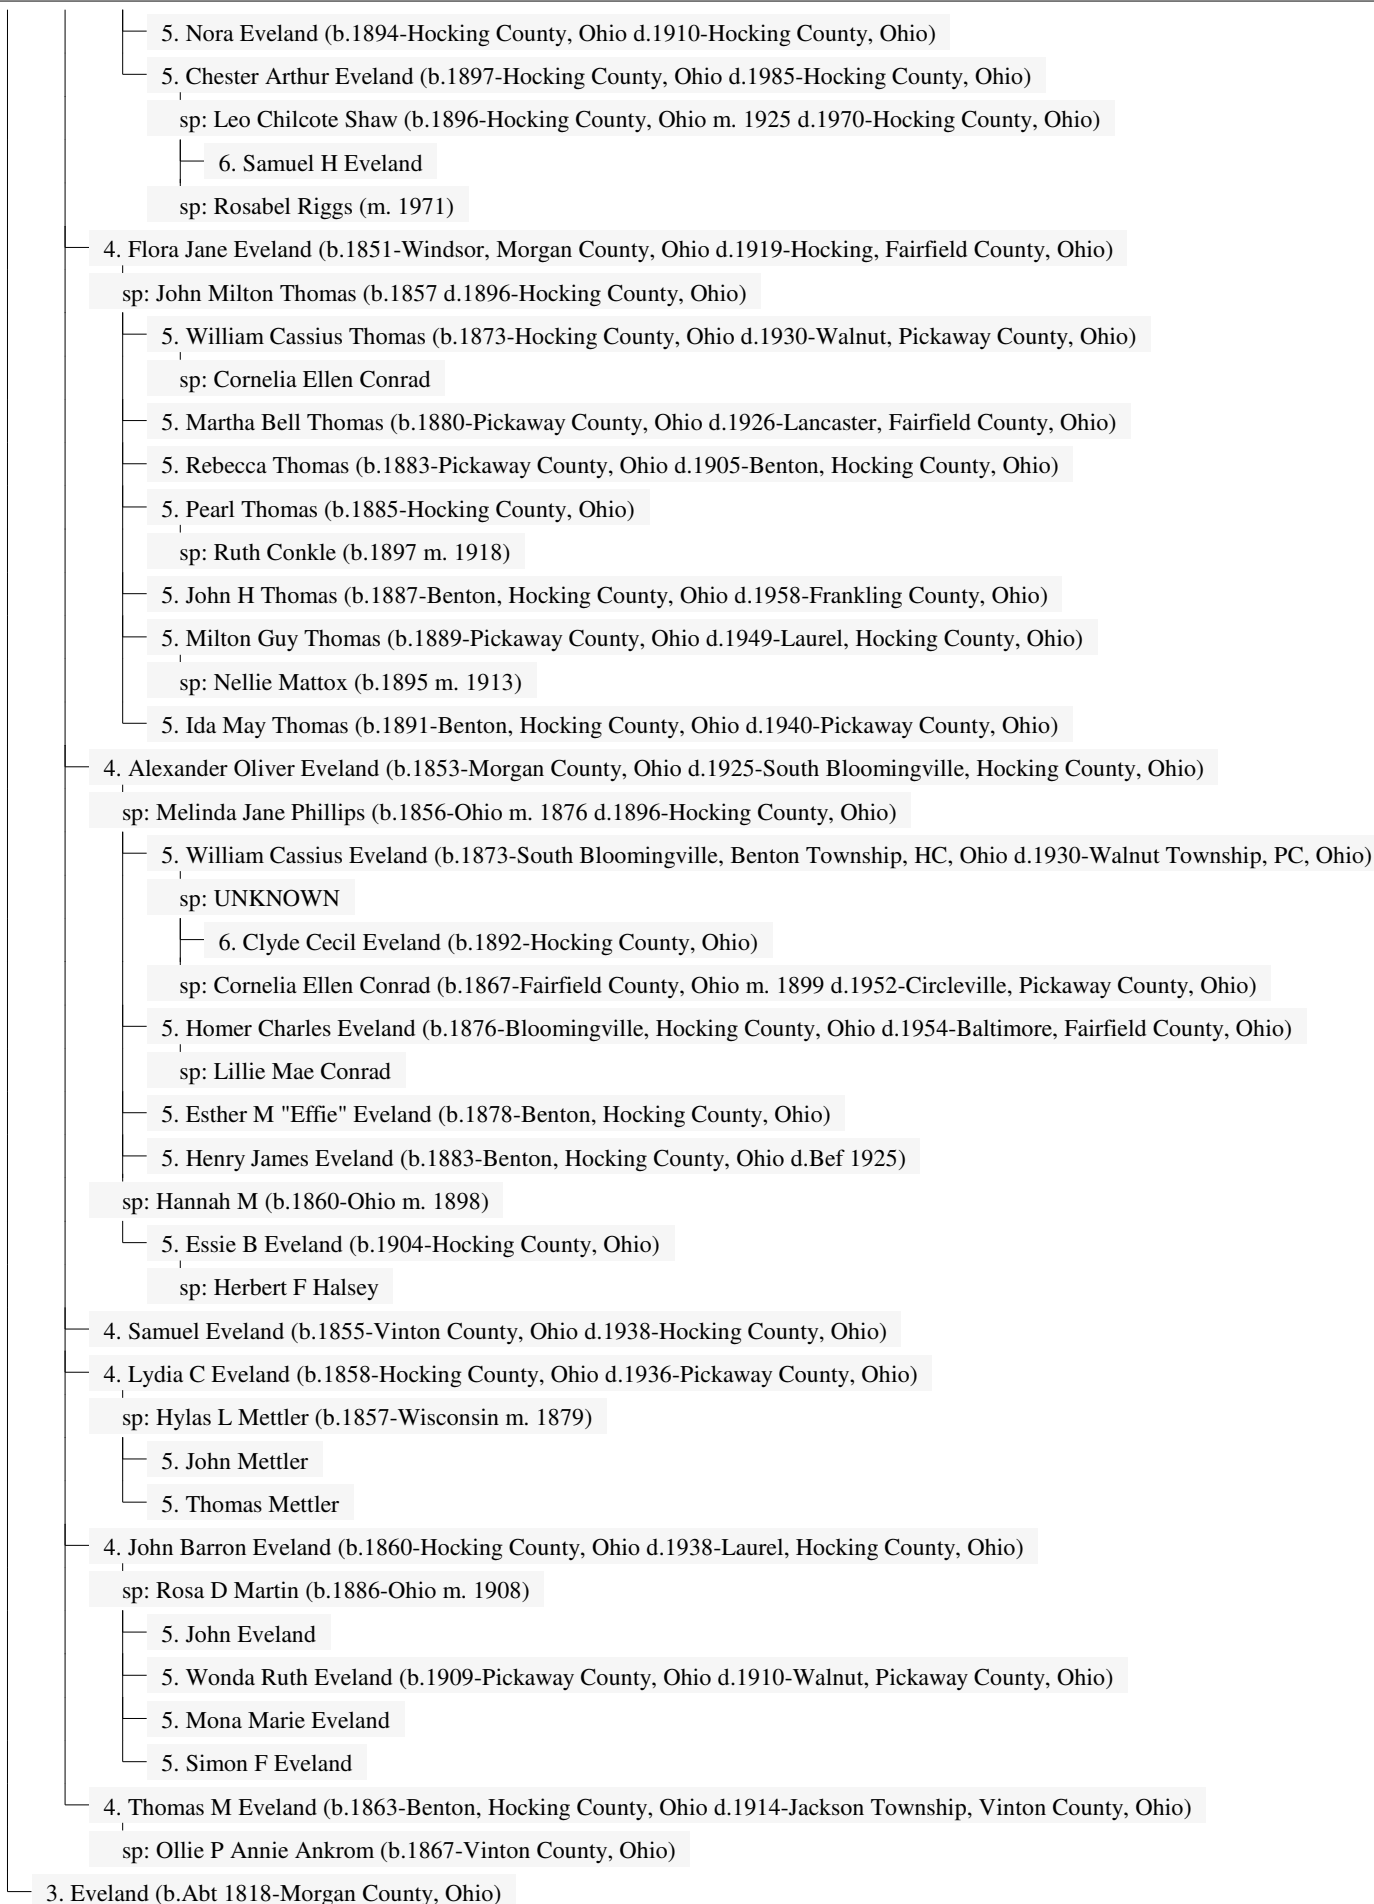 5. Nora Eveland (b.1894-Hocking County, Ohio d.1910-Hocking County, Ohio)
5. Chester Arthur Eveland (b.1897-Hocking County, Ohio d.1985-Hocking County, Ohio)
sp: Leo Chilcote Shaw (b.1896-Hocking County, Ohio m. 1925 d.1970-Hocking County, Ohio)
6. Samuel H Eveland
sp: Rosabel Riggs (m. 1971)
4. Flora Jane Eveland (b.1851-Windsor, Morgan County, Ohio d.1919-Hocking, Fairfield County, Ohio)
sp: John Milton Thomas (b.1857 d.1896-Hocking County, Ohio)
5. William Cassius Thomas (b.1873-Hocking County, Ohio d.1930-Walnut, Pickaway County, Ohio)
sp: Cornelia Ellen Conrad
5. Martha Bell Thomas (b.1880-Pickaway County, Ohio d.1926-Lancaster, Fairfield County, Ohio)
5. Rebecca Thomas (b.1883-Pickaway County, Ohio d.1905-Benton, Hocking County, Ohio)
5. Pearl Thomas (b.1885-Hocking County, Ohio)
sp: Ruth Conkle (b.1897 m. 1918)
5. John H Thomas (b.1887-Benton, Hocking County, Ohio d.1958-Frankling County, Ohio)
5. Milton Guy Thomas (b.1889-Pickaway County, Ohio d.1949-Laurel, Hocking County, Ohio)
sp: Nellie Mattox (b.1895 m. 1913)
5. Ida May Thomas (b.1891-Benton, Hocking County, Ohio d.1940-Pickaway County, Ohio)
4. Alexander Oliver Eveland (b.1853-Morgan County, Ohio d.1925-South Bloomingville, Hocking County, Ohio)
sp: Melinda Jane Phillips (b.1856-Ohio m. 1876 d.1896-Hocking County, Ohio)
5. William Cassius Eveland (b.1873-South Bloomingville, Benton Township, HC, Ohio d.1930-Walnut Township, PC, Ohio)
sp: UNKNOWN
6. Clyde Cecil Eveland (b.1892-Hocking County, Ohio)
sp: Cornelia Ellen Conrad (b.1867-Fairfield County, Ohio m. 1899 d.1952-Circleville, Pickaway County, Ohio)
5. Homer Charles Eveland (b.1876-Bloomingville, Hocking County, Ohio d.1954-Baltimore, Fairfield County, Ohio)
sp: Lillie Mae Conrad
5. Esther M "Effie" Eveland (b.1878-Benton, Hocking County, Ohio)
5. Henry James Eveland (b.1883-Benton, Hocking County, Ohio d.Bef 1925)
sp: Hannah M (b.1860-Ohio m. 1898)
5. Essie B Eveland (b.1904-Hocking County, Ohio)
sp: Herbert F Halsey
4. Samuel Eveland (b.1855-Vinton County, Ohio d.1938-Hocking County, Ohio)
4. Lydia C Eveland (b.1858-Hocking County, Ohio d.1936-Pickaway County, Ohio)
sp: Hylas L Mettler (b.1857-Wisconsin m. 1879)
5. John Mettler
5. Thomas Mettler
4. John Barron Eveland (b.1860-Hocking County, Ohio d.1938-Laurel, Hocking County, Ohio)
sp: Rosa D Martin (b.1886-Ohio m. 1908)
5. John Eveland
5. Wonda Ruth Eveland (b.1909-Pickaway County, Ohio d.1910-Walnut, Pickaway County, Ohio)
5. Mona Marie Eveland
5. Simon F Eveland
4. Thomas M Eveland (b.1863-Benton, Hocking County, Ohio d.1914-Jackson Township, Vinton County, Ohio)
sp: Ollie P Annie Ankrom (b.1867-Vinton County, Ohio)
3. Eveland (b.Abt 1818-Morgan County, Ohio)